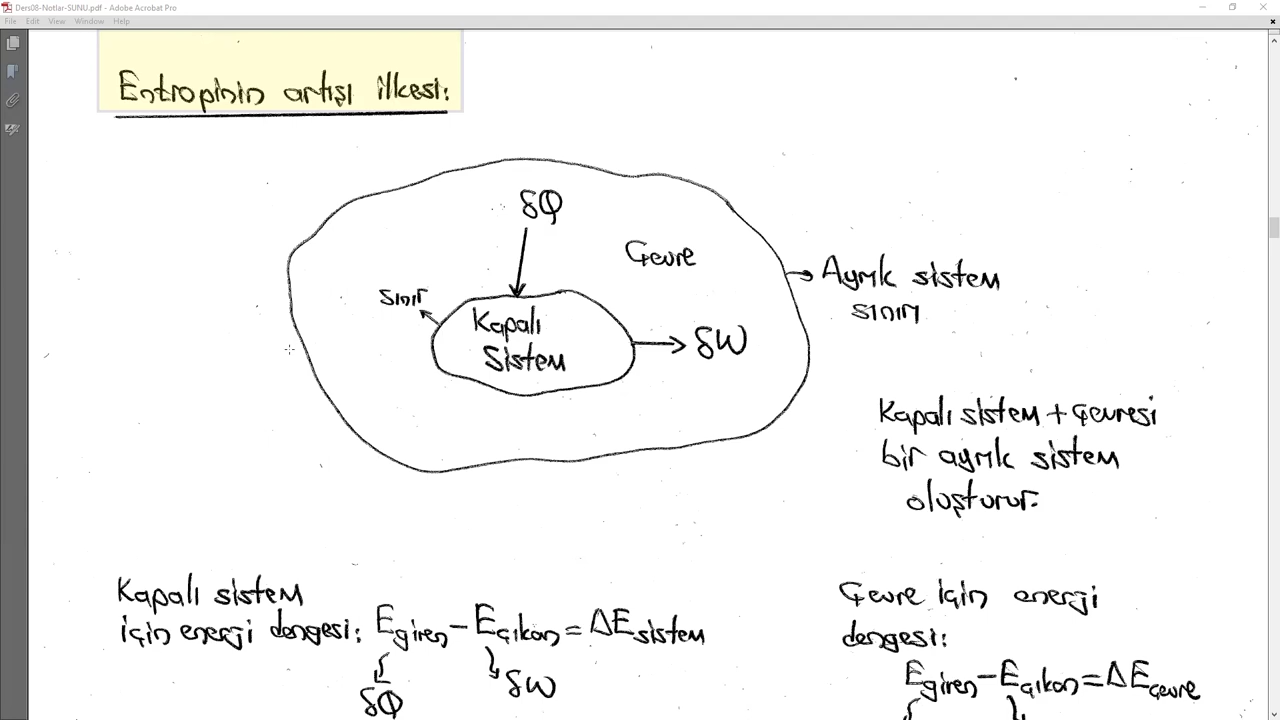 Ders08-Notlar-SUNU.pdf - Adobe Acrobat Pro
File Edit View Window Help
Entropinin artışı ilkesi:
δQ
Çevre
Ayrık sistem
sınırı
sınır
Kapalı
Sistem
δW
Kapalı sistem + çevresi
bir ayrık sistem
oluşturur.
Kapalı sistem
için enerji dengesi: Egiren - Eçıkan = ΔEsistem
δQ
δW
Çevre için enerji
dengesi:
Egiren - Eçıkan = ΔEçevre